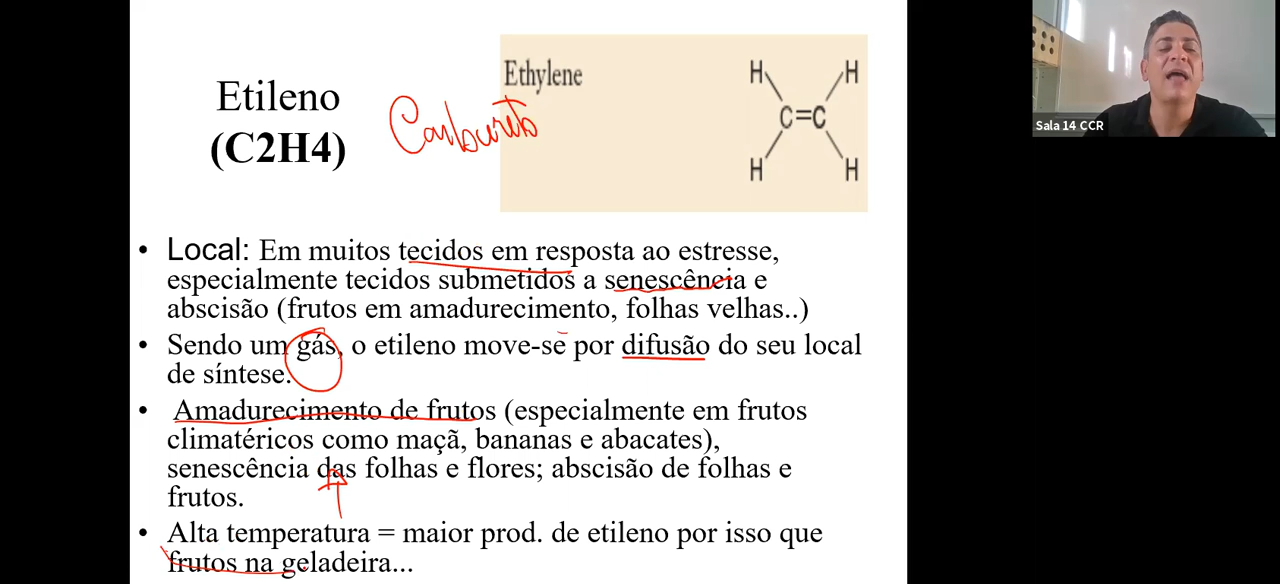 Etileno
(C2H4)
Carbureto
Ethylene
H H
C=C
H H
• Local: Em muitos tecidos em resposta ao estresse,
especialmente tecidos submetidos a senescência e
abscisão (frutos em amadurecimento, folhas velhas..)
• Sendo um gás, o etileno move-se por difusão do seu local
de síntese.
• Amadurecimento de frutos (especialmente em frutos
climatéricos como maçã, bananas e abacates),
senescência das folhas e flores; abscisão de folhas e
frutos.
• Alta temperatura = maior prod. de etileno por isso que
frutos na geladeira...
Sala 14 CCR